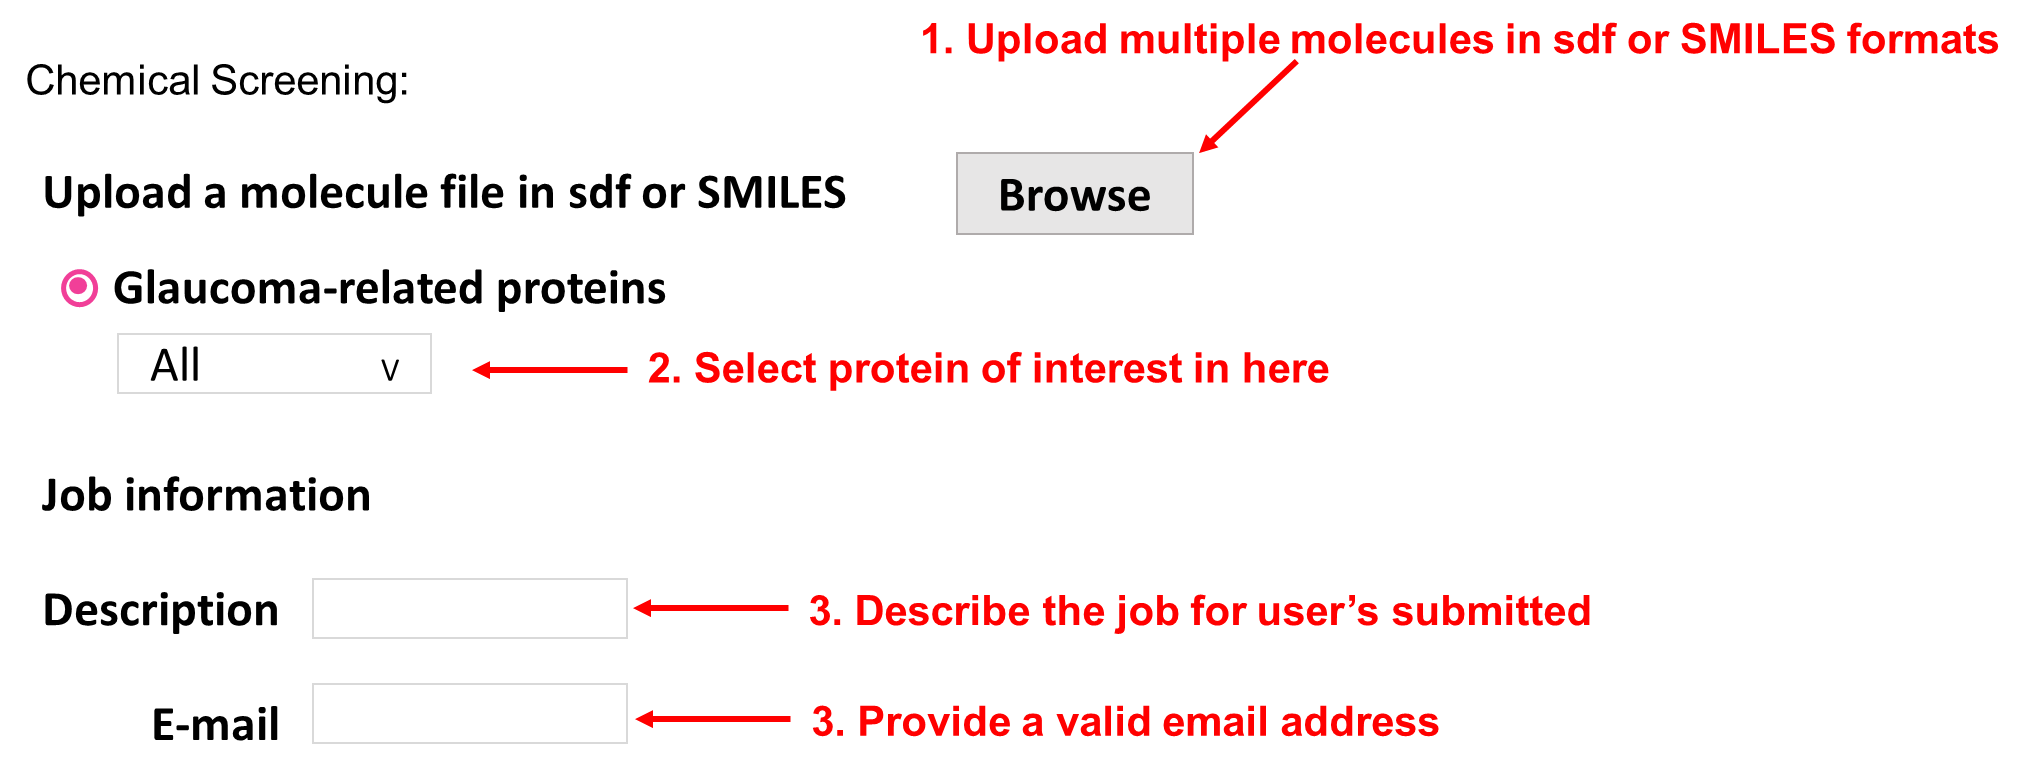 1. Upload multiple molecules in sdf or SMILES formats
Chemical Screening:
Upload a molecule file in sdf or SMILES
Browse
Glaucoma-related proteins
All v
2. Select protein of interest in here
Job information
Description
3. Describe the job for user’s submitted
E-mail
3. Provide a valid email address